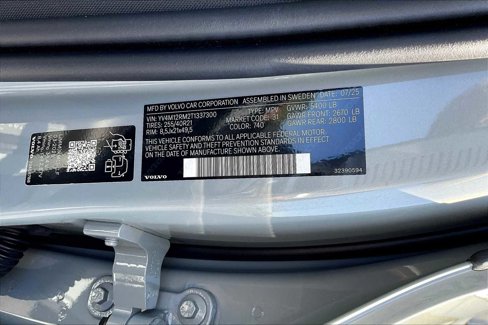 MFD BY VOLVO CAR CORPORATION ASSEMBLED IN SWEDEN 07/25
VIN: YV4M12RM2T1337300 TYPE: MPV GVWR: 5400 LB
TIRES: 255/40R21 MARKET CODE: 31 GAWR FRONT: 2670 LB
RIM: 8,5Jx21x49,5 COLOR: 740 GAWR REAR: 2800 LB
THIS VEHICLE CONFORMS TO ALL APPLICABLE FEDERAL MOTOR
VEHICLE SAFETY AND THEFT PREVENTION STANDARDS IN EFFECT
ON THE DATE OF MANUFACTURE SHOWN ABOVE.
VOLVO 32390594